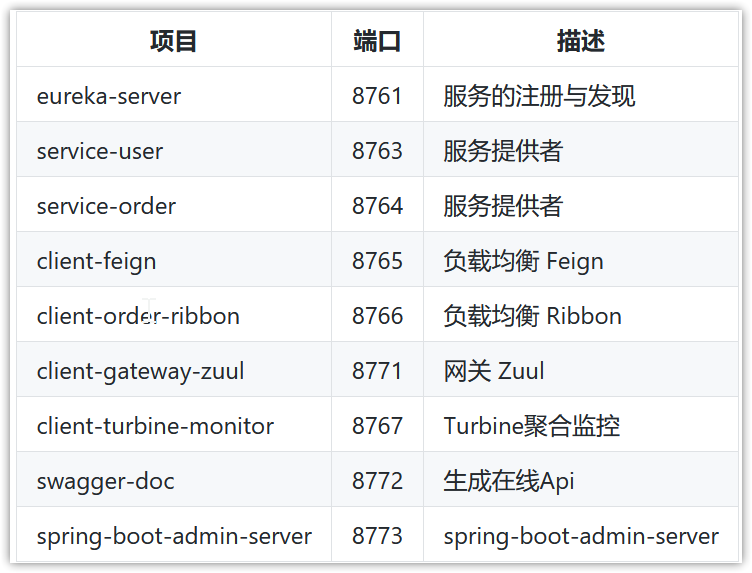 项目 端口 描述
eureka-server 8761 服务的注册与发现
service-user 8763 服务提供者
service-order 8764 服务提供者
client-feign 8765 负载均衡 Feign
client-order-ribbon 8766 负载均衡 Ribbon
client-gateway-zuul 8771 网关 Zuul
client-turbine-monitor 8767 Turbine聚合监控
swagger-doc 8772 生成在线Api
spring-boot-admin-server 8773 spring-boot-admin-server